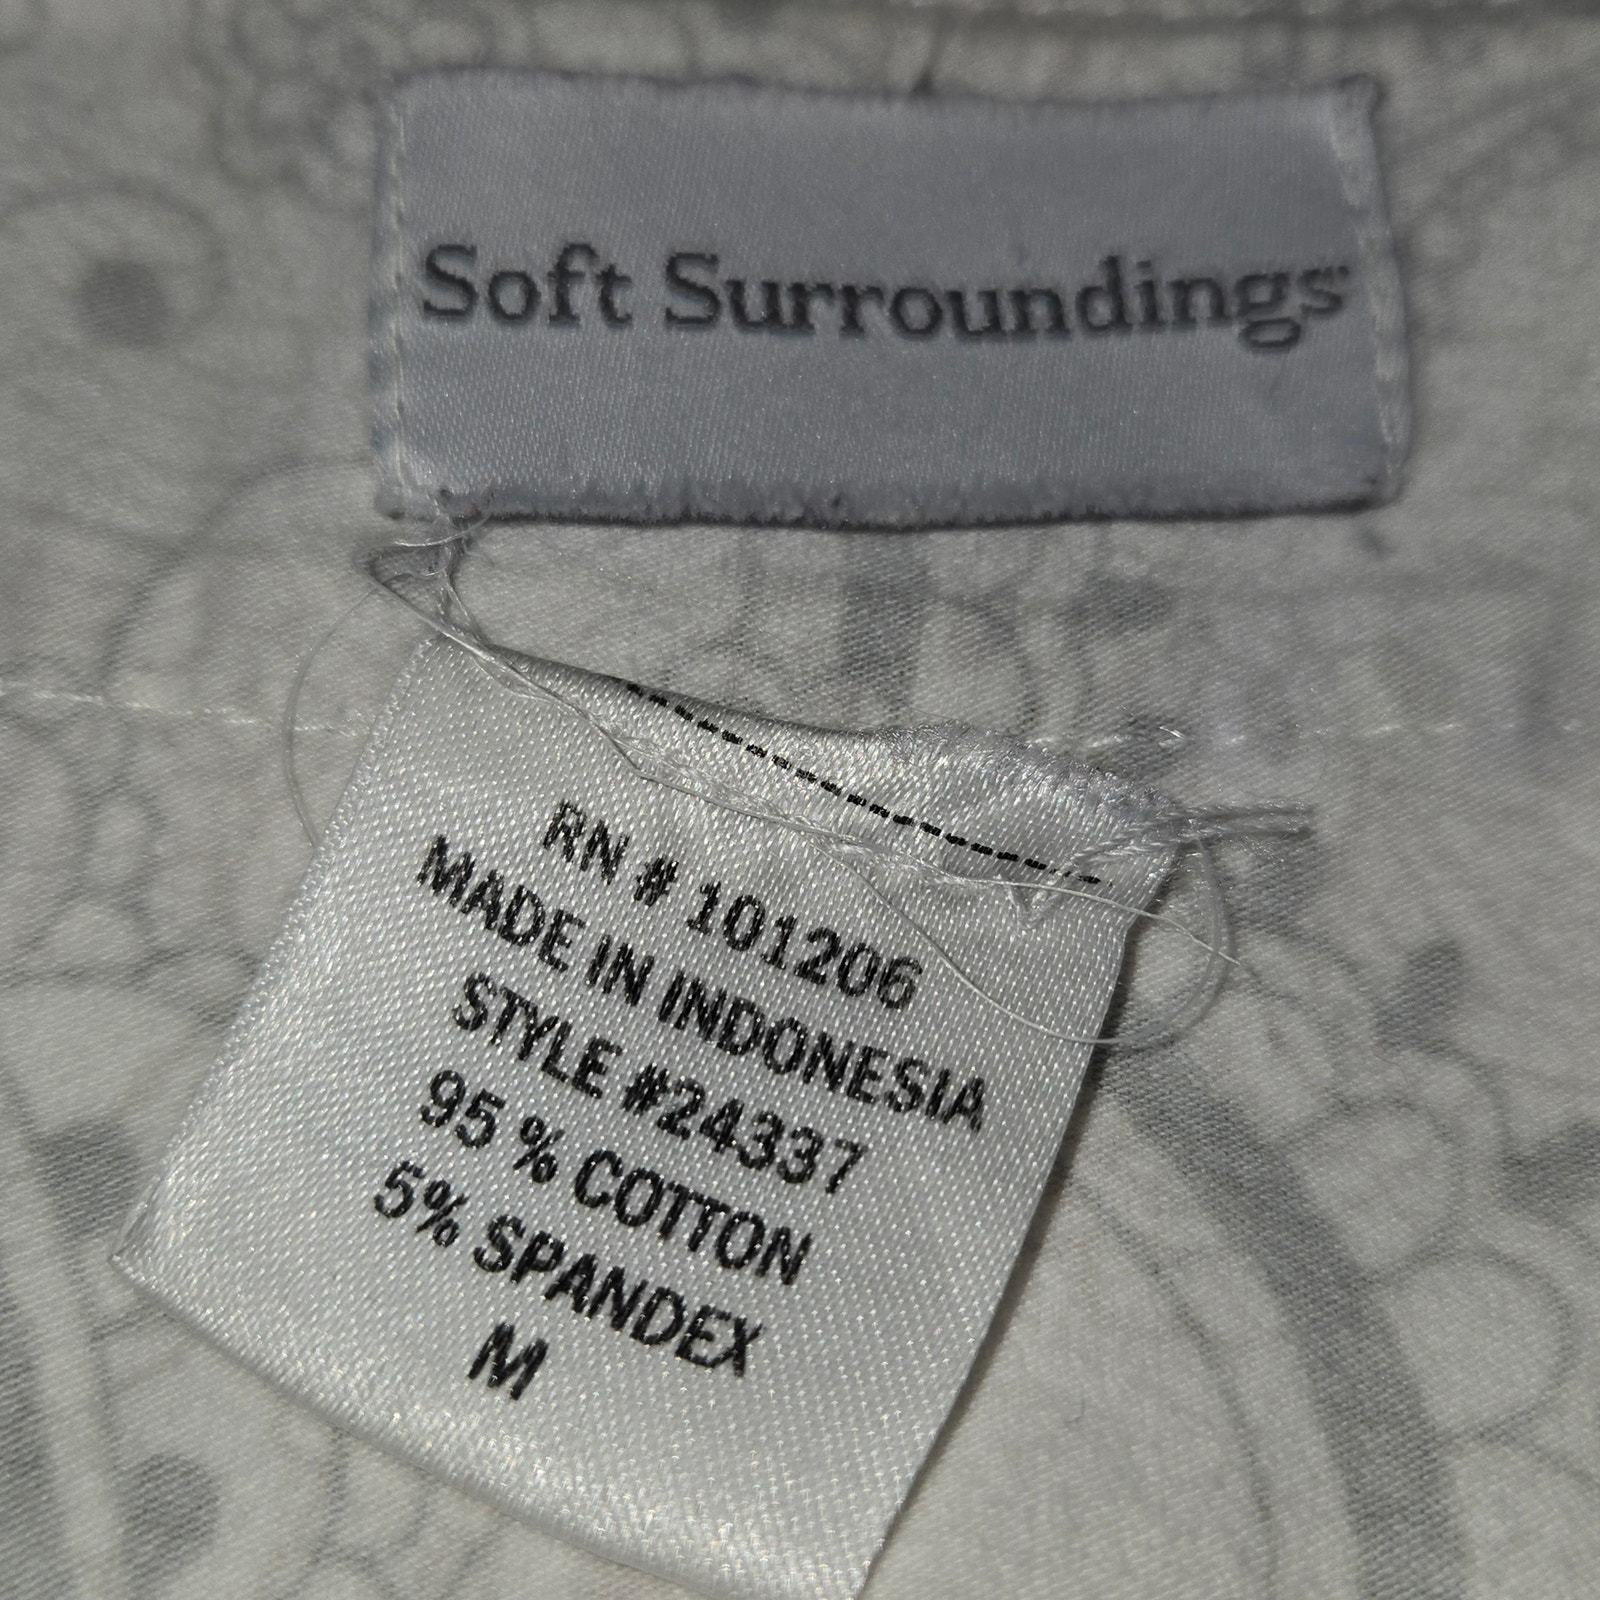 Soft Surroundings
RN # 101206
MADE IN INDONESIA
STYLE #24337
95 % COTTON
5% SPANDEX
M